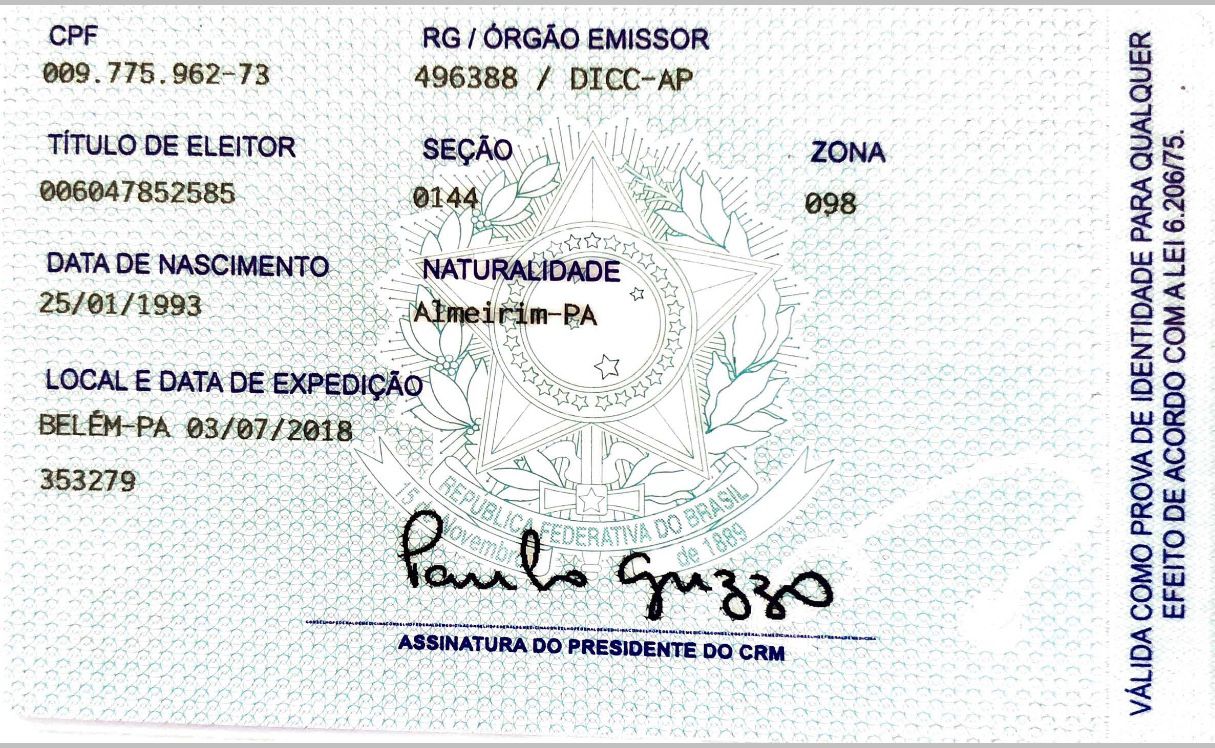 CPF
009.775.962-73
RG / ÓRGÃO EMISSOR
496388 / DICC-AP
TÍTULO DE ELEITOR
006047852585
SEÇÃO
0144
ZONA
098
DATA DE NASCIMENTO
25/01/1993
NATURALIDADE
Almeirim-PA
LOCAL E DATA DE EXPEDIÇÃO
BELÉM-PA 03/07/2018
353279
REPÚBLICA FEDERATIVA DO BRASIL
15 de Novembro de 1889
Paulo Guzzo
ASSINATURA DO PRESIDENTE DO CRM
VÁLIDA COMO PROVA DE IDENTIDADE PARA QUALQUER
EFEITO DE ACORDO COM A LEI 6.206/75.